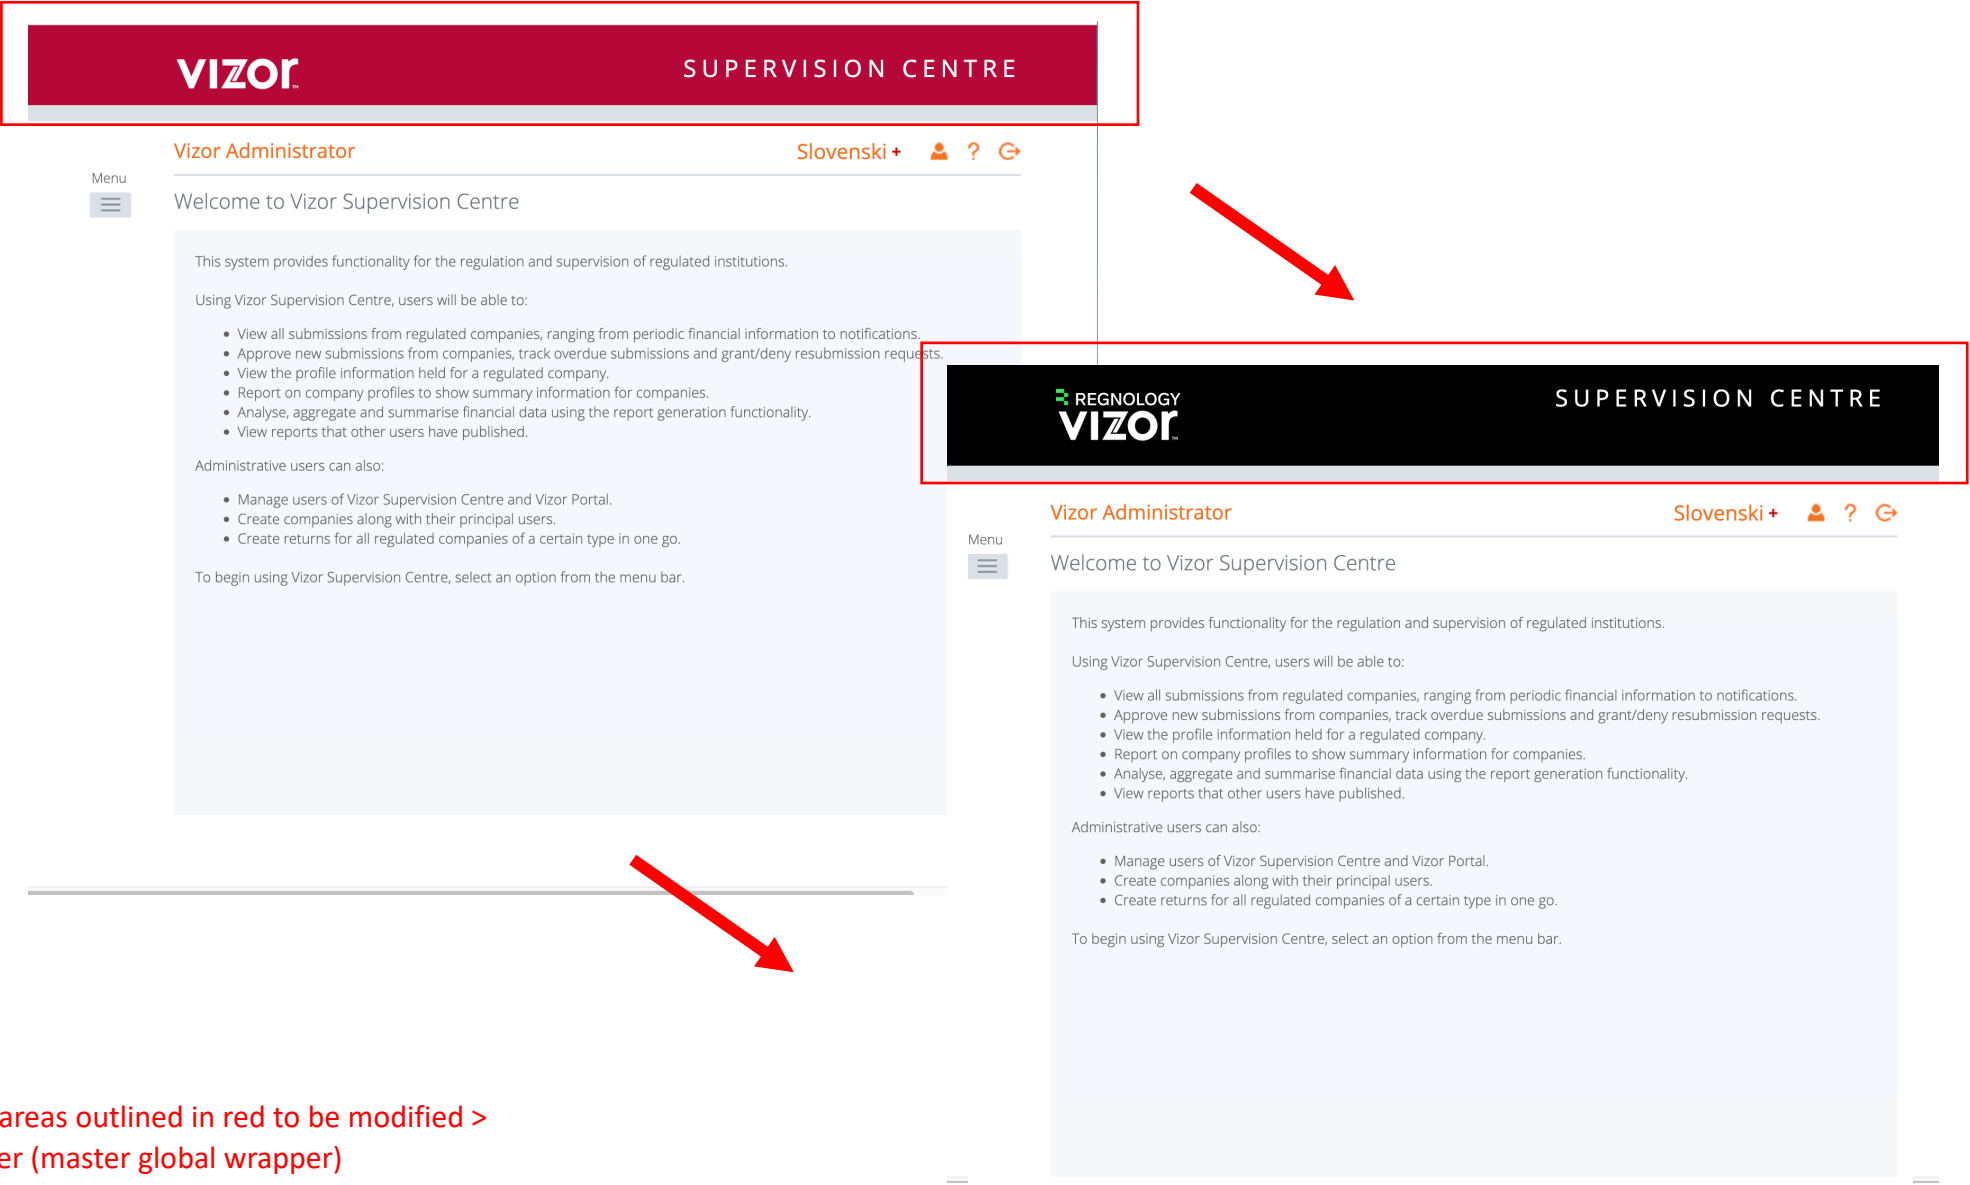 VIZOR™
SUPERVISION CENTRE
Vizor Administrator
Slovenski +
?
Menu
Welcome to Vizor Supervision Centre
This system provides functionality for the regulation and supervision of regulated institutions.
Using Vizor Supervision Centre, users will be able to:
• View all submissions from regulated companies, ranging from periodic financial information to notifications.
• Approve new submissions from companies, track overdue submissions and grant/deny resubmission requests.
• View the profile information held for a regulated company.
• Report on company profiles to show summary information for companies.
• Analyse, aggregate and summarise financial data using the report generation functionality.
• View reports that other users have published.
Administrative users can also:
• Manage users of Vizor Supervision Centre and Vizor Portal.
• Create companies along with their principal users.
• Create returns for all regulated companies of a certain type in one go.
To begin using Vizor Supervision Centre, select an option from the menu bar.
REGNOLOGY
VIZOR™
SUPERVISION CENTRE
Vizor Administrator
Slovenski +
?
Menu
Welcome to Vizor Supervision Centre
This system provides functionality for the regulation and supervision of regulated institutions.
Using Vizor Supervision Centre, users will be able to:
• View all submissions from regulated companies, ranging from periodic financial information to notifications.
• Approve new submissions from companies, track overdue submissions and grant/deny resubmission requests.
• View the profile information held for a regulated company.
• Report on company profiles to show summary information for companies.
• Analyse, aggregate and summarise financial data using the report generation functionality.
• View reports that other users have published.
Administrative users can also:
• Manage users of Vizor Supervision Centre and Vizor Portal.
• Create companies along with their principal users.
• Create returns for all regulated companies of a certain type in one go.
To begin using Vizor Supervision Centre, select an option from the menu bar.
areas outlined in red to be modified >
er (master global wrapper)